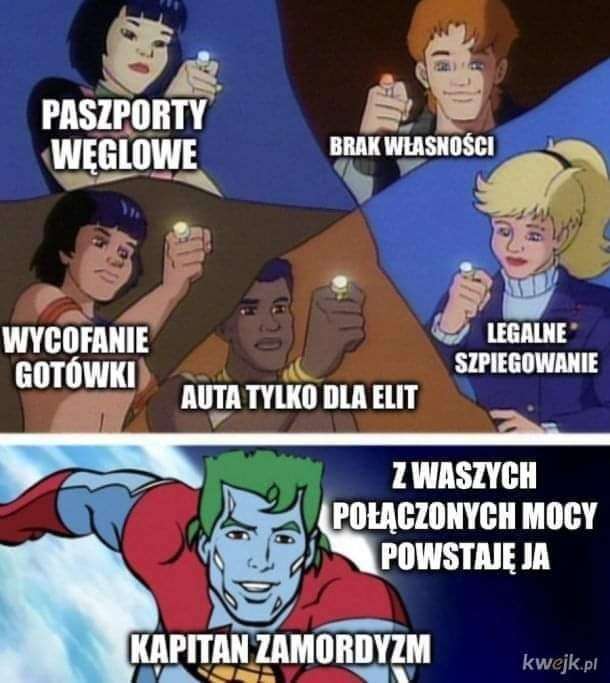 PASZPORTY
WĘGLOWE
BRAK WŁASNOŚCI
WYCOFANIE
GOTÓWKI
AUTA TYLKO DLA ELIT
LEGALNE
SZPIEGOWANIE
Z WASZYCH
POŁĄCZONYCH MOCY
POWSTAJĘ JA
KAPITAN ZAMORDYZM
kwejk.pl